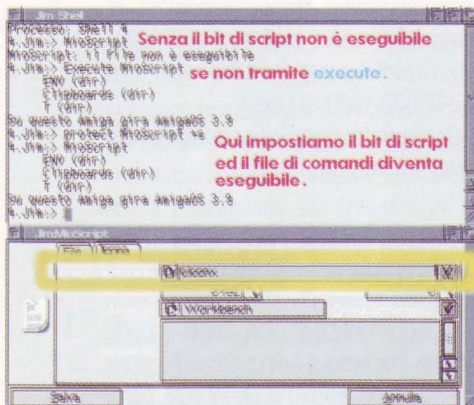 Jim Shell
Processo: Shell 4
4.Jim:> MioScript
MioScript: il file non è eseguibile
4.Jim:> Execute MioScript
ENV (dir)
Clipboards (dir)
T (dir)
Su questo Amiga gira AmigaOS 3.9
4.Jim:> protect MioScript +s
4.Jim:> MioScript
ENV (dir)
Clipboards (dir)
T (dir)
Su questo Amiga gira AmigaOS 3.9
4.Jim:>
Senza il bit di script non è eseguibile
se non tramite execute.
Qui impostiamo il bit di script
ed il file di comandi diventa
eseguibile.
Jim:MioScript
File Icona
Workbench
Salva
Annulla